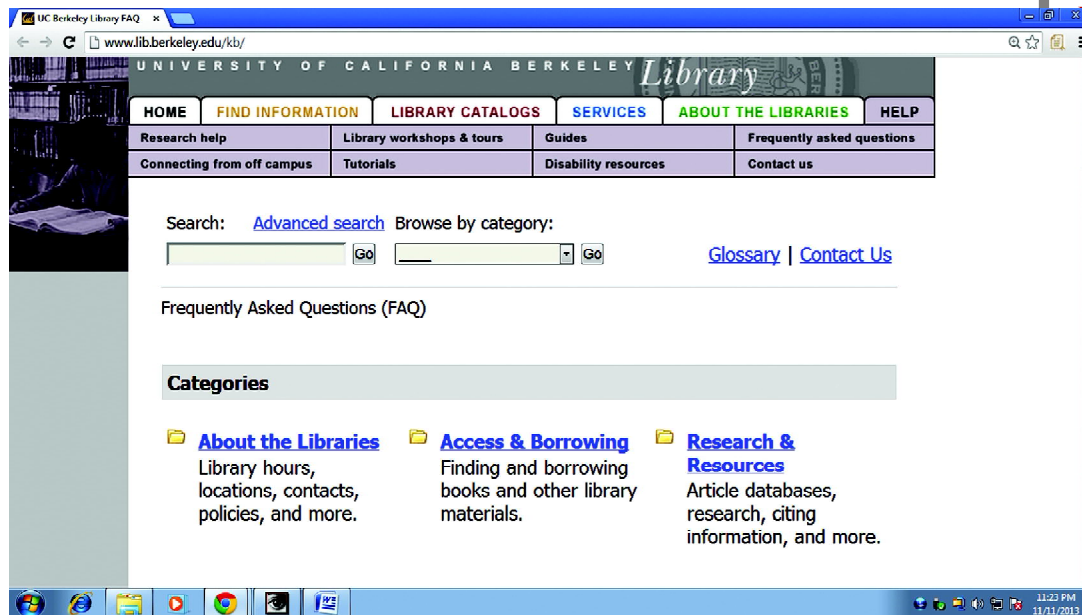 UC Berkeley Library FAQ
www.lib.berkeley.edu/kb/
UNIVERSITY OF CALIFORNIA BERKELEY Library
HOME FIND INFORMATION LIBRARY CATALOGS SERVICES ABOUT THE LIBRARIES HELP
Research help Library workshops & tours Guides Frequently asked questions
Connecting from off campus Tutorials Disability resources Contact us
Search: Advanced search Browse by category:
Go Go Glossary | Contact Us
Frequently Asked Questions (FAQ)
Categories
About the Libraries Access & Borrowing Research &
Resources
Library hours, Finding and borrowing
locations, contacts, books and other library Article databases,
policies, and more. materials. research, citing
information, and more.
11:23 PM
11/11/2013